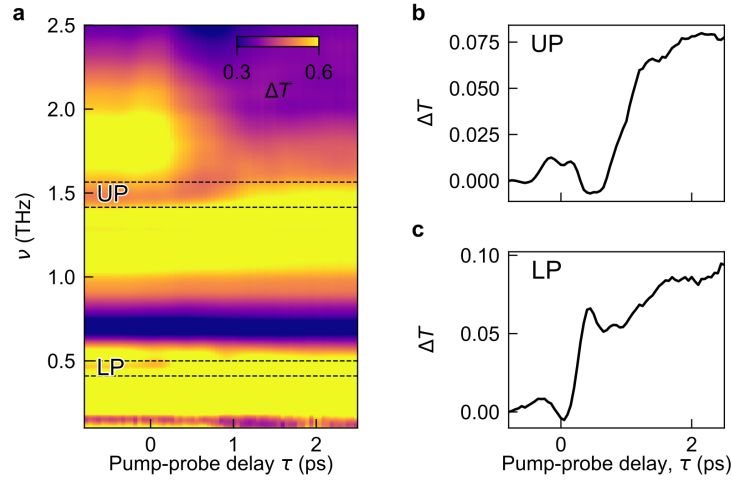 a
2.5
2.0
1.5
1.0
0.5
ν (THz)
0.3
0.6
ΔT
UP
LP
0
1
2
Pump-probe delay τ (ps)
b
UP
0.075
0.050
0.025
0.000
ΔT
c
LP
0.10
0.05
0.00
ΔT
0
2
Pump-probe delay, τ (ps)